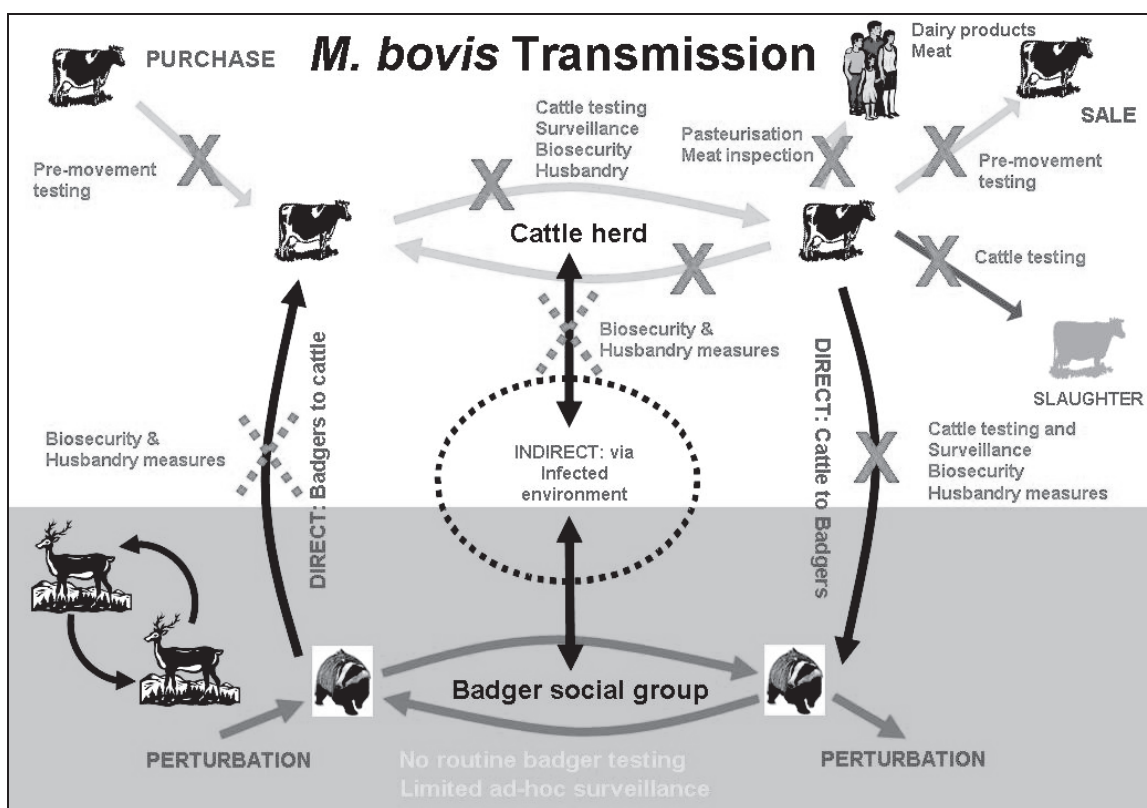 M. bovis Transmission
PURCHASE
Dairy products
Meat
SALE
Cattle testing
Surveillance
Biosecurity
Husbandry
Pasteurisation
Meat inspection
Pre-movement
testing
Pre-movement
testing
Cattle herd
Cattle testing
Biosecurity &
Husbandry measures
SLAUGHTER
DIRECT: Badgers to cattle
DIRECT: Cattle to Badgers
Biosecurity &
Husbandry measures
INDIRECT: via
Infected
environment
Cattle testing and
Surveillance
Biosecurity
Husbandry measures
Badger social group
PERTURBATION
PERTURBATION
No routine badger testing
Limited ad-hoc surveillance